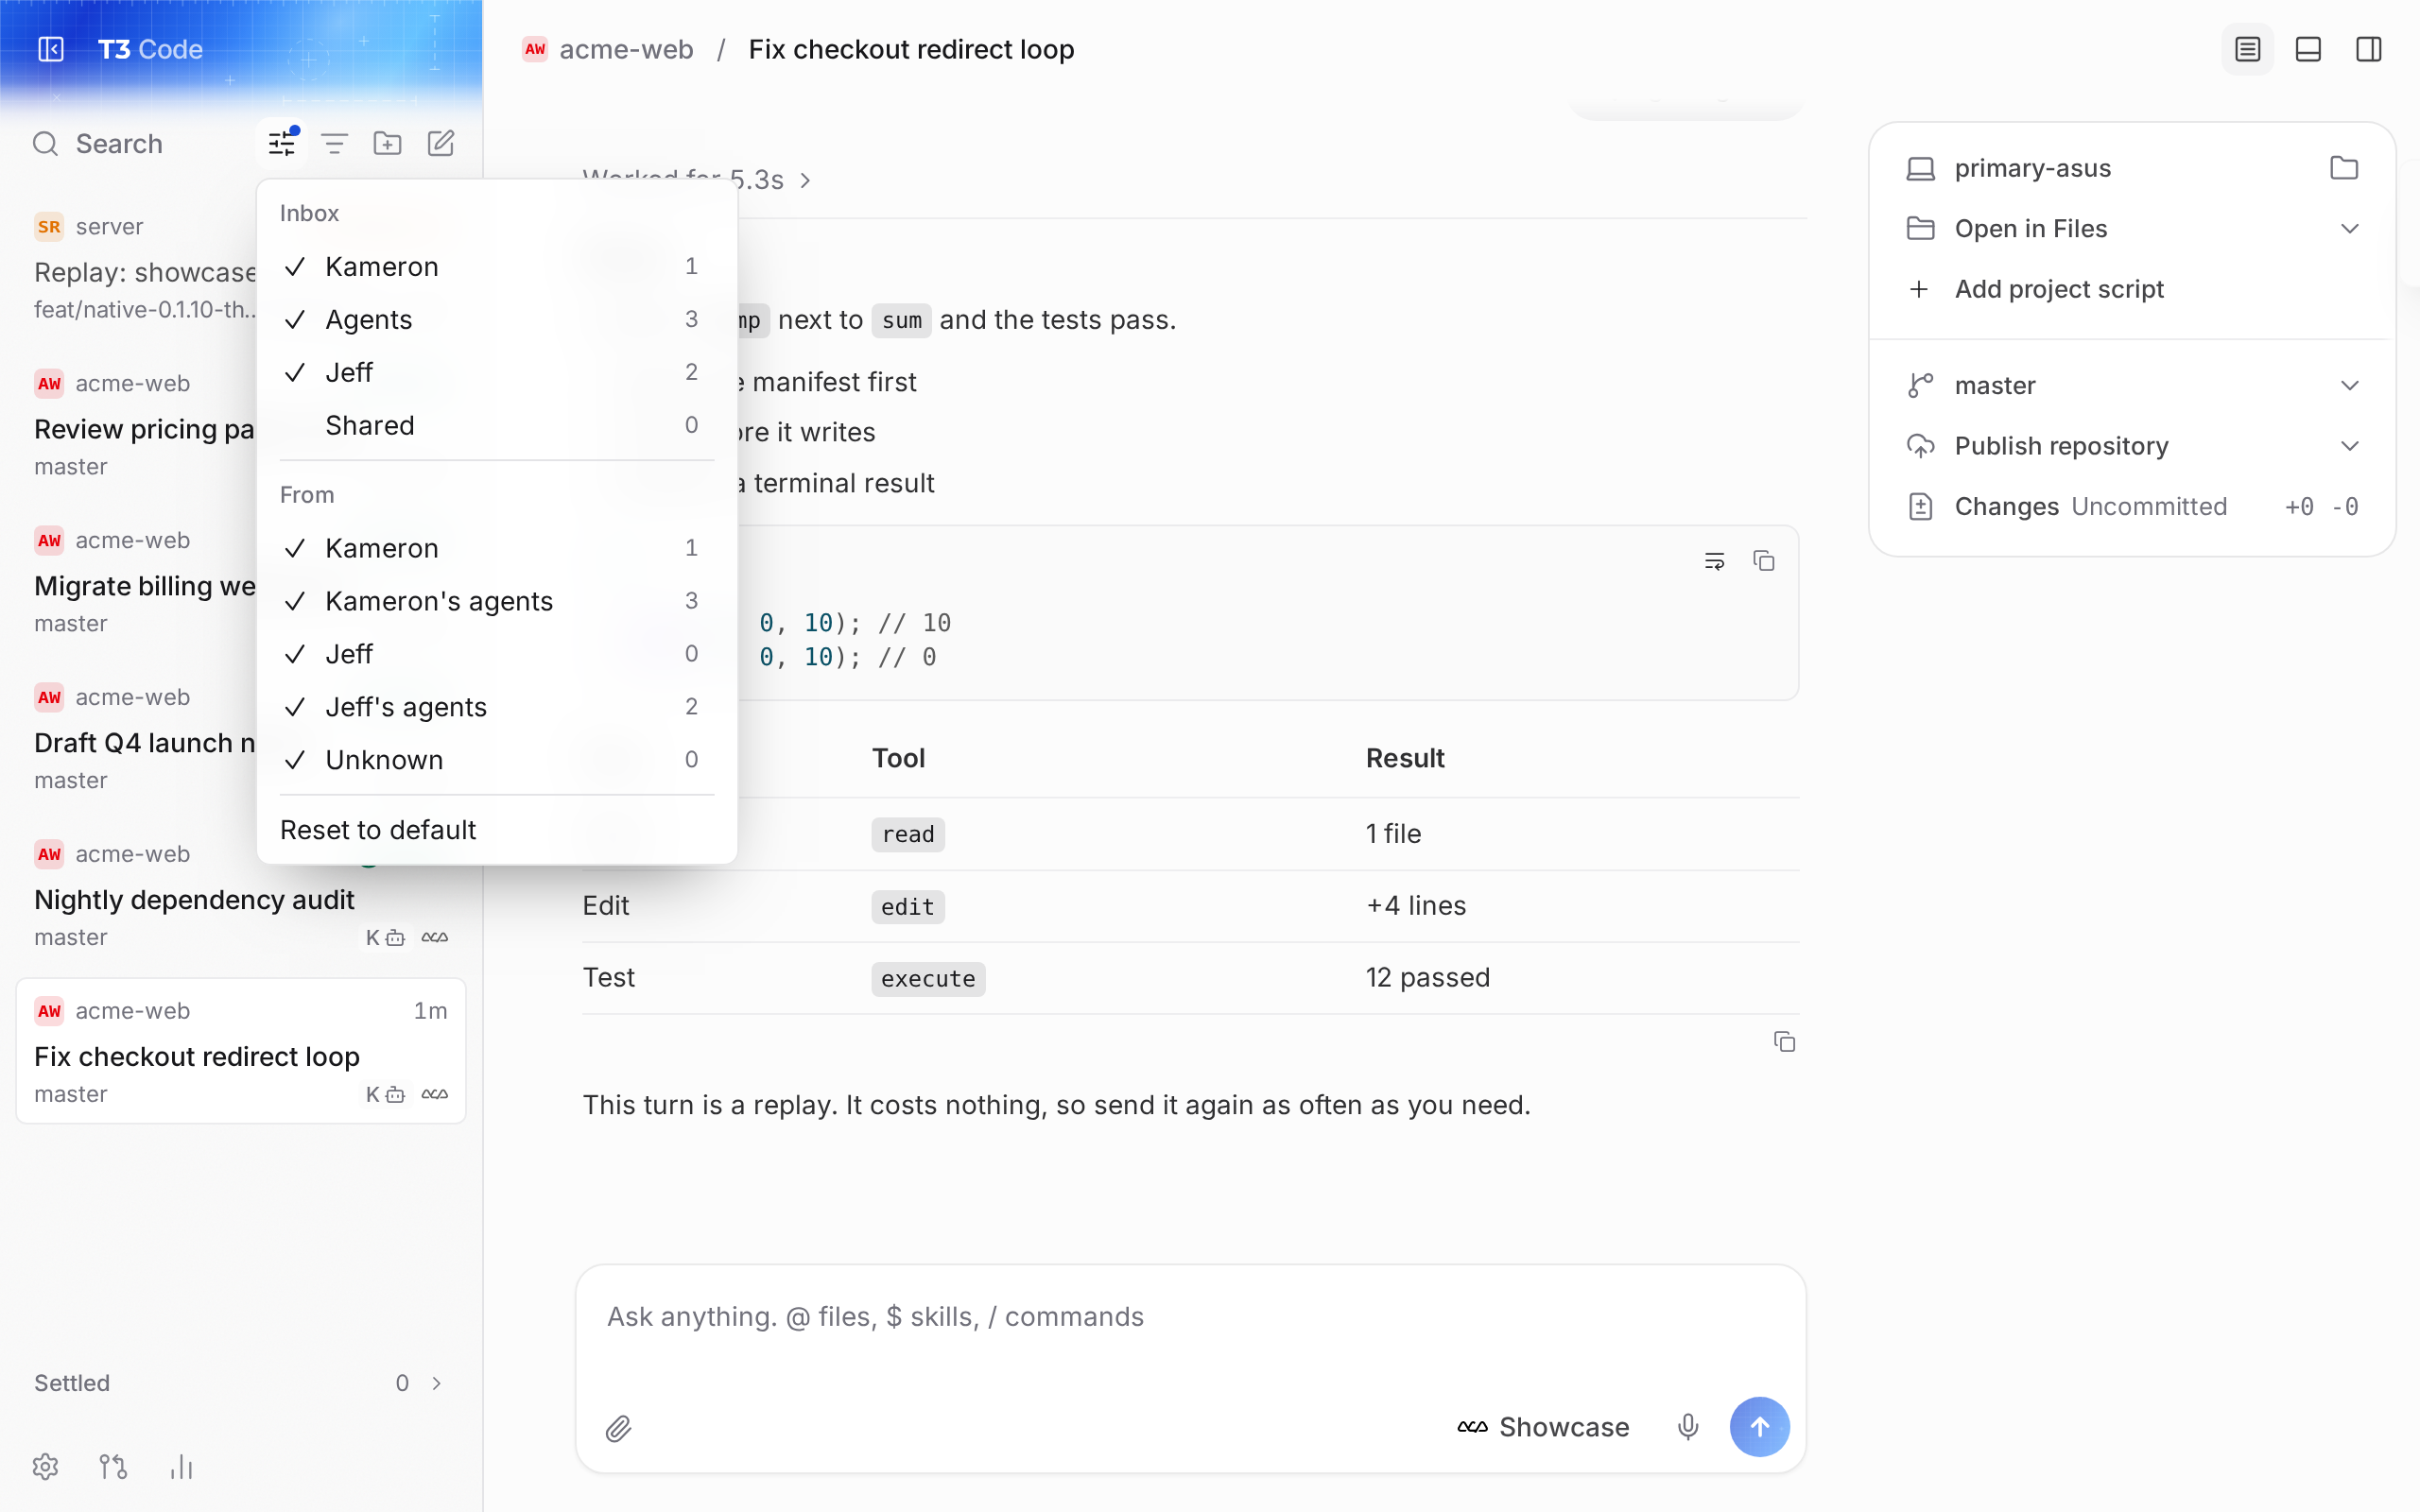 T3 Code
Search
SR server
Replay: showcase
feat/native-0.1.10-th...
AW acme-web
Review pricing pa
master
AW acme-web
Migrate billing we
master
AW acme-web
Draft Q4 launch n
master
AW acme-web
Nightly dependency audit
master K
AW acme-web 1m
Fix checkout redirect loop
master K
Settled 0
Inbox
Kameron 1
Agents 3
Jeff 2
Shared 0
From
Kameron 1
Kameron's agents 3
Jeff 0
Jeff's agents 2
Unknown 0
Reset to default
AW acme-web / Fix checkout redirect loop
Worked for 5.3s
mp next to sum and the tests pass.
manifest first
ore it writes
a terminal result
0, 10); // 10
0, 10); // 0
Tool Result
read 1 file
Edit edit +4 lines
Test execute 12 passed
This turn is a replay. It costs nothing, so send it again as often as you need.
Ask anything. @ files, $ skills, / commands
Showcase
primary-asus
Open in Files
Add project script
master
Publish repository
Changes Uncommitted +0 -0